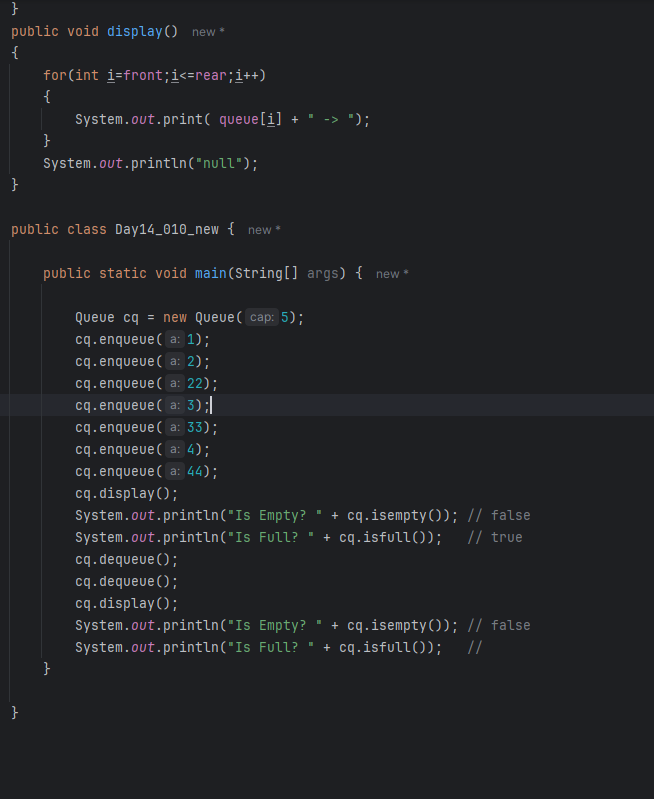 }
public void display() new *
{
    for(int i=front;i<=rear;i++)
    {
        System.out.print( queue[i] + " -> ");
    }
    System.out.println("null");
}
public class Day14_010_new { new *
    public static void main(String[] args) { new *
        Queue cq = new Queue( cap: 5);
        cq.enqueue( a: 1);
        cq.enqueue( a: 2);
        cq.enqueue( a: 22);
        cq.enqueue( a: 3);
        cq.enqueue( a: 33);
        cq.enqueue( a: 4);
        cq.enqueue( a: 44);
        cq.display();
        System.out.println("Is Empty? " + cq.isempty()); // false
        System.out.println("Is Full? " + cq.isfull());   // true
        cq.dequeue();
        cq.dequeue();
        cq.display();
        System.out.println("Is Empty? " + cq.isempty()); // false
        System.out.println("Is Full? " + cq.isfull());   //
    }
}